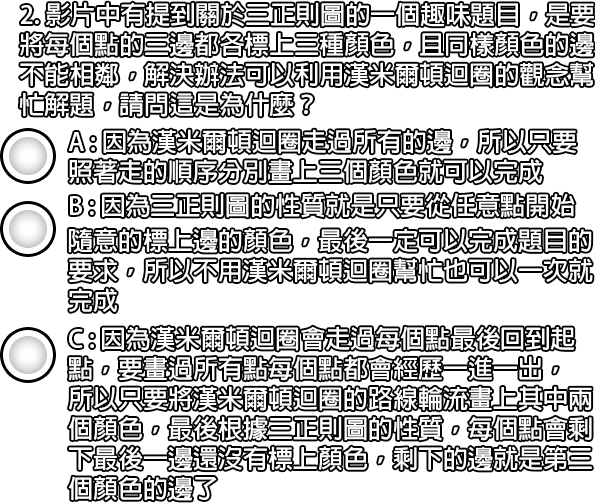 2.影片中有提到關於三正則圖的一個趣味題目，是要
將每個點的三邊都各標上三種顏色，且同樣顏色的邊
不能相鄰，解決辦法可以利用漢米爾頓迴圈的觀念幫
忙解題，請問這是為什麼？
A:因為漢米爾頓迴圈走過所有的邊，所以只要
照著走的順序分別畫上三個顏色就可以完成
B:因為三正則圖的性質就是只要從任意點開始
隨意的標上邊的顏色，最後一定可以完成題目的
要求，所以不用漢米爾頓迴圈幫忙也可以一次就
完成
C:因為漢米爾頓迴圈會走過每個點最後回到起
點，要畫過所有點每個點都會經歷一進一出，
所以只要將漢米爾頓迴圈的路線輪流畫上其中兩
個顏色，最後根據三正則圖的性質，每個點會剩
下最後一邊還沒有標上顏色，剩下的邊就是第三
個顏色的邊了